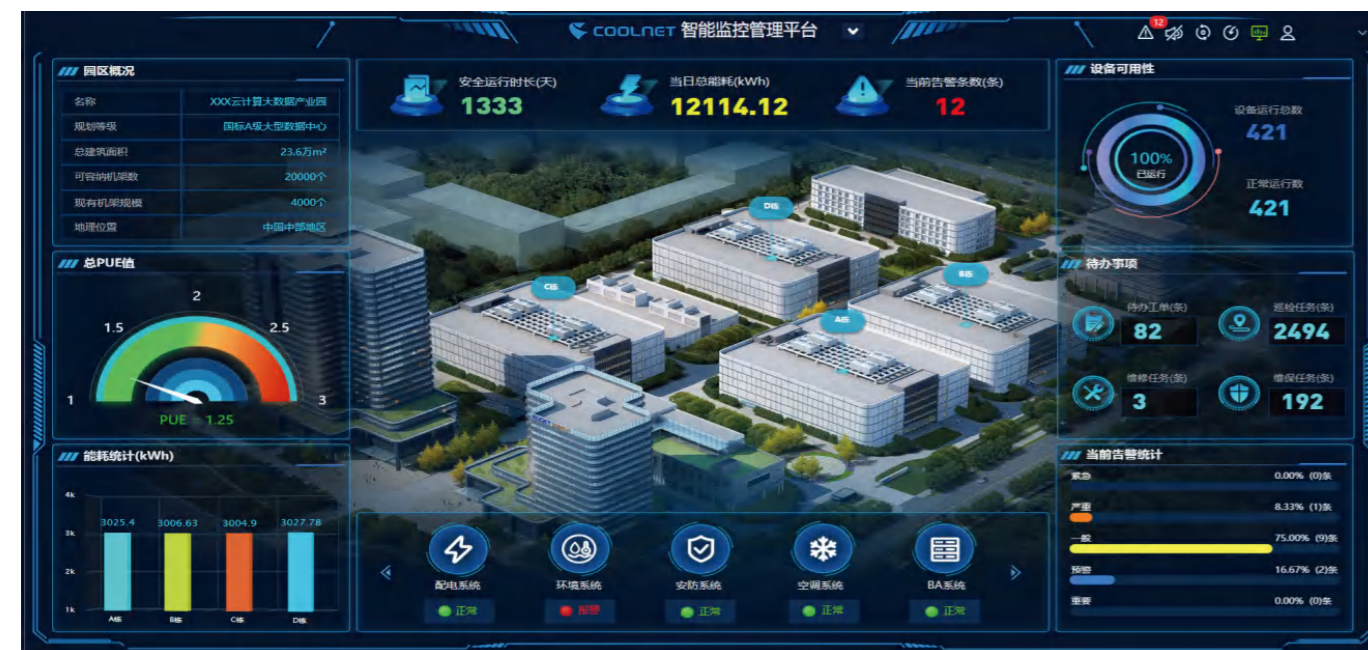 12
COOLNET 智能监控管理平台
园区概况
名称 XXX云计算大数据产业园
规划等级 国标A级大型数据中心
总建筑面积 23.6万m²
可容纳机架数 20000个
现有机架规模 4000个
地理位置 中国中部地区
总PUE值
1
1.5
2
2.5
3
PUE = 1.25
能耗统计(kWh)
4k
3k
2k
1k
3025.4 3006.63 3004.9 3027.78
A栋 B栋 C栋 D栋
安全运行时长(天)
1333
当日总能耗(kWh)
12114.12
当前告警条数(条)
12
D栋
C栋
B栋
A栋
配电系统 环境系统 安防系统 空调系统 BA系统
正常 报警 正常 正常 正常
设备可用性
100%
已运行
设备运行总数
421
正常运行数
421
待办事项
待办工单(条)
82
巡检任务(条)
2494
维修任务(条)
3
维保任务(条)
192
当前告警统计
紧急 0.00% (0)条
严重 8.33% (1)条
一般 75.00% (9)条
预警 16.67% (2)条
重要 0.00% (0)条